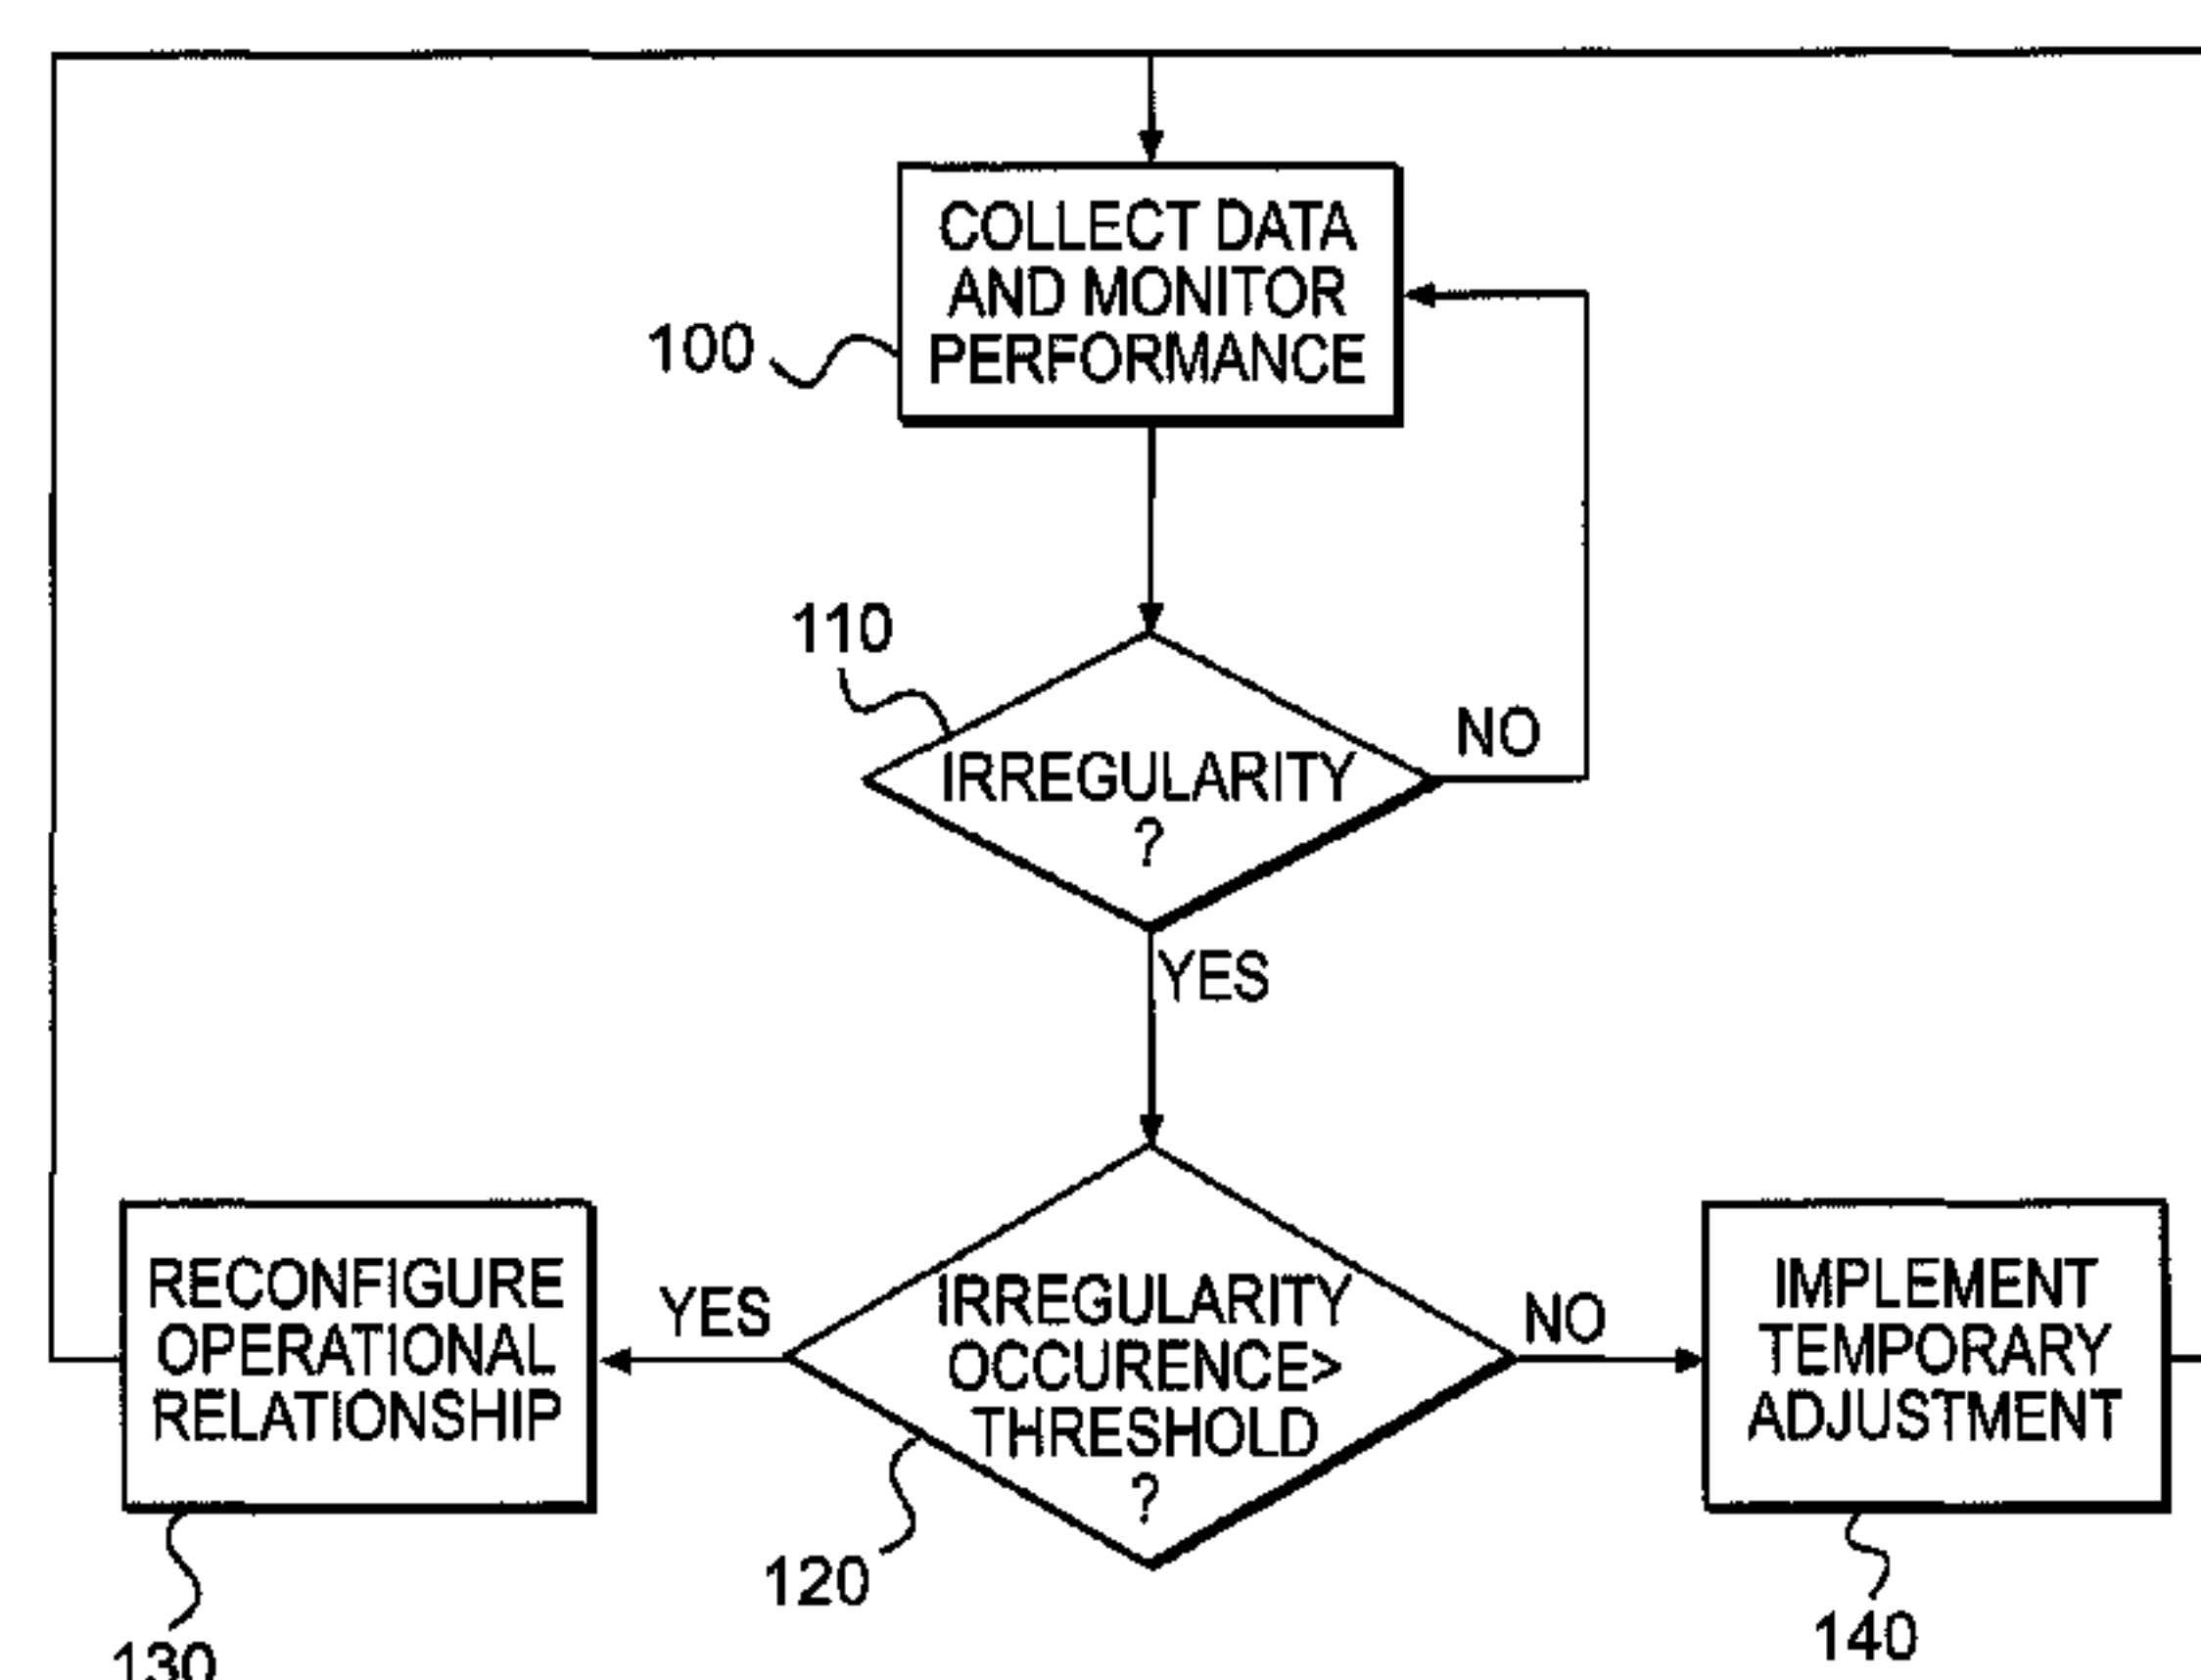 COLLECT DATA
AND MONITOR
PERFORMANCE
100
110
IRREGULARITY
?
NO
YES
RECONFIGURE
OPERATIONAL
RELATIONSHIP
YES
IRREGULARITY
OCCURENCE>
THRESHOLD
?
NO
IMPLEMENT
TEMPORARY
ADJUSTMENT
120
130
140